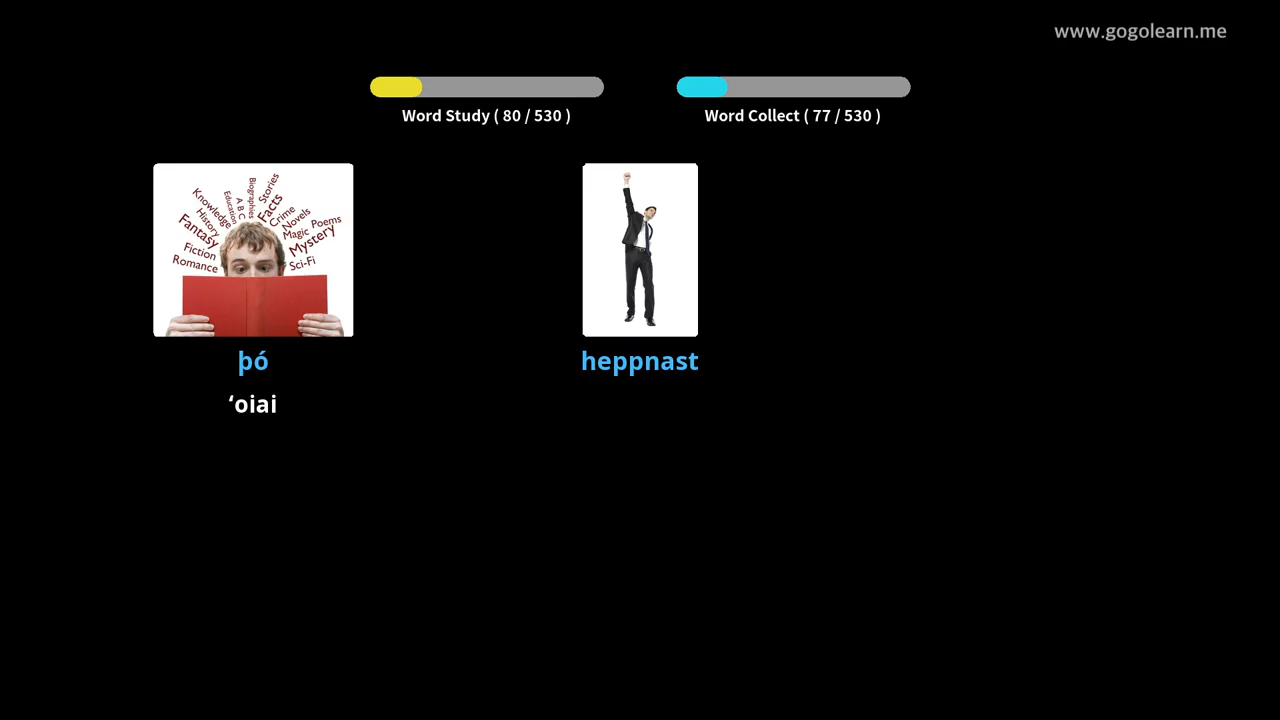 www.gogolearn.me
Word Study ( 80 / 530 )
Word Collect ( 77 / 530 )
Knowledge
History
Fantasy
Fiction
Romance
Education
A B C
Biographies
Stories
Facts
Crime
Novels
Magic
Poems
Mystery
Sci-Fi
þó
heppnast
ʻoiai